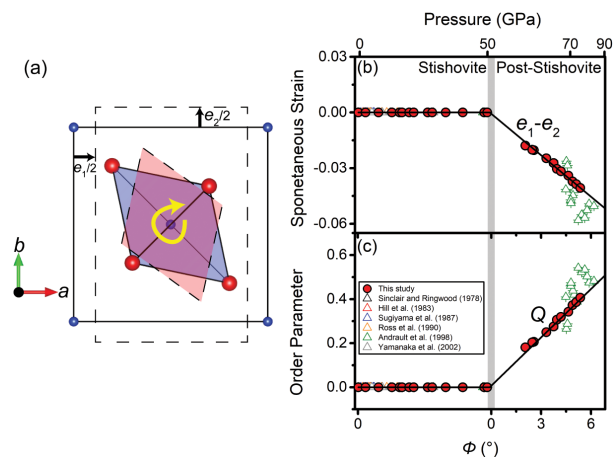 Pressure (GPa)
0 50 70 90
(a)
e₂/2
e₁/2
b
a
(b) Stishovite Post-Stishovite
0.03
0.00
-0.03
-0.06
Sponetaneous Strain
e₁-e₂
(c)
0.6
0.4
0.2
0.0
Order Parameter
Q
This study
Sinclair and Ringwood (1978)
Hill et al. (1983)
Sugiyama et al. (1987)
Ross et al. (1990)
Andrault et al. (1998)
Yamanaka et al. (2002)
0 0 3 6
Φ (°)